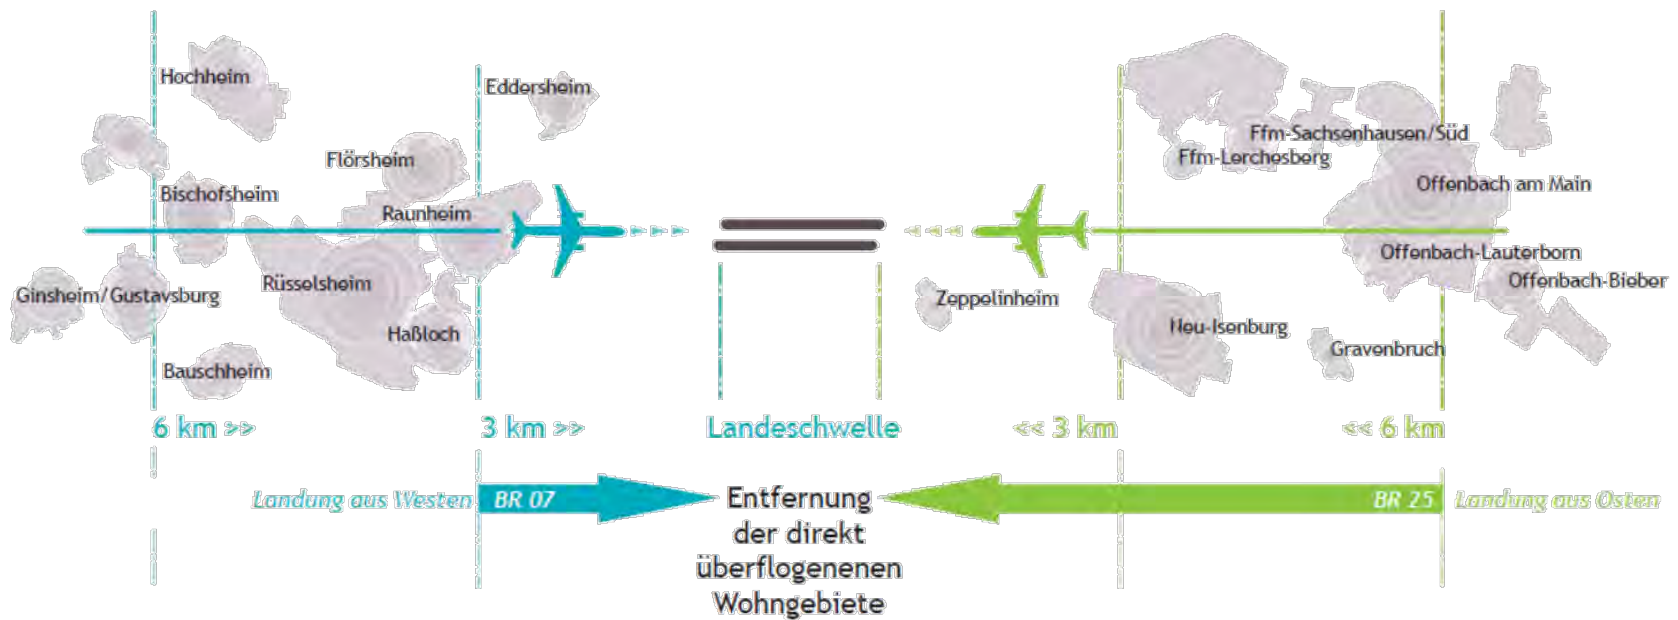 Hochheim
Eddersheim
Flörsheim
Bischofsheim
Raunheim
Rüsselsheim
Ginsheim/Gustavsburg
Haßloch
Bauschheim
Ffm-Sachsenhausen/Süd
Ffm-Lerchesberg
Offenbach am Main
Offenbach-Lauterborn
Offenbach-Bieber
Zeppelinheim
Neu-Isenburg
Gravenbruch
6 km >>
3 km >>
Landeschwelle
<< 3 km
<< 6 km
Landung aus Westen
BR 07
Entfernung
der direkt
überflogenenen
Wohngebiete
BR 25
Landung aus Osten